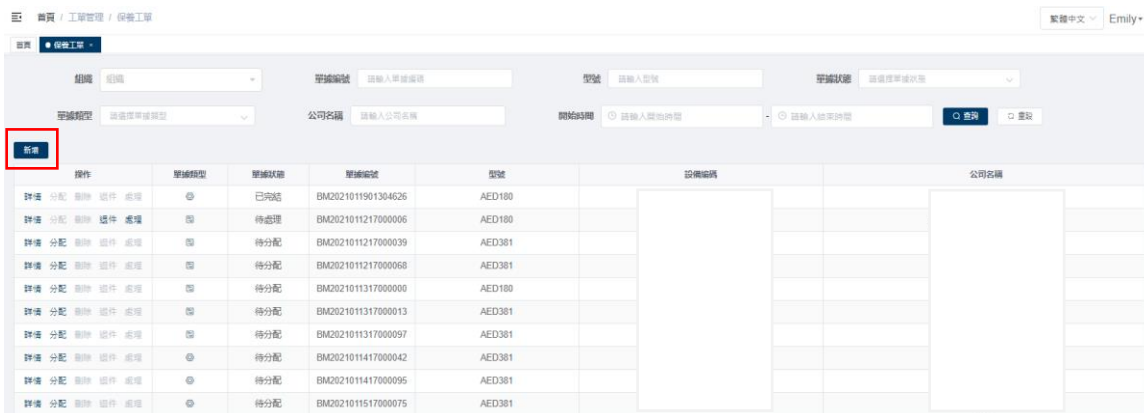 首頁 / 工單管理 / 保養工單
繁體中文 Emily
首頁 保養工單 ×
組織 組織 單據編號 請輸入單據編碼 型號 請輸入型號 單據狀態 請選擇單據狀態
單據類型 請選擇單據類型 公司名稱 請輸入公司名稱 開始時間 請輸入開始時間 - 請輸入結束時間 查詢 重設
新增
操作 單據類型 單據狀態 單據編號 型號 設備編碼 公司名稱
詳情 分配 刪除 退件 處理 已完結 BM2021011901304626 AED180
詳情 分配 刪除 退件 處理 待處理 BM2021011217000006 AED180
詳情 分配 刪除 退件 處理 待分配 BM2021011217000039 AED381
詳情 分配 刪除 退件 處理 待分配 BM2021011217000068 AED381
詳情 分配 刪除 退件 處理 待分配 BM2021011317000000 AED180
詳情 分配 刪除 退件 處理 待分配 BM2021011317000013 AED381
詳情 分配 刪除 退件 處理 待分配 BM2021011317000097 AED381
詳情 分配 刪除 退件 處理 待分配 BM2021011417000042 AED381
詳情 分配 刪除 退件 處理 待分配 BM2021011417000095 AED381
詳情 分配 刪除 退件 處理 待分配 BM2021011517000075 AED381